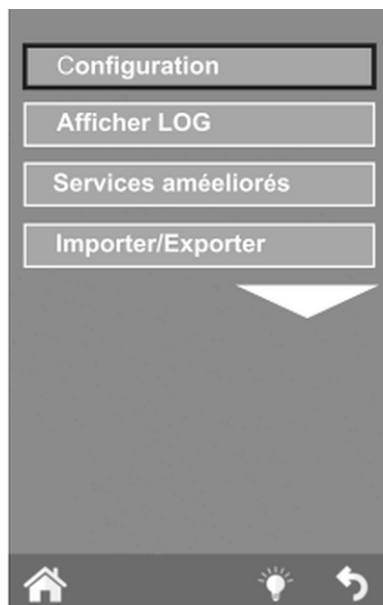 Configuration
Afficher LOG
Services améeliorés
Importer/Exporter